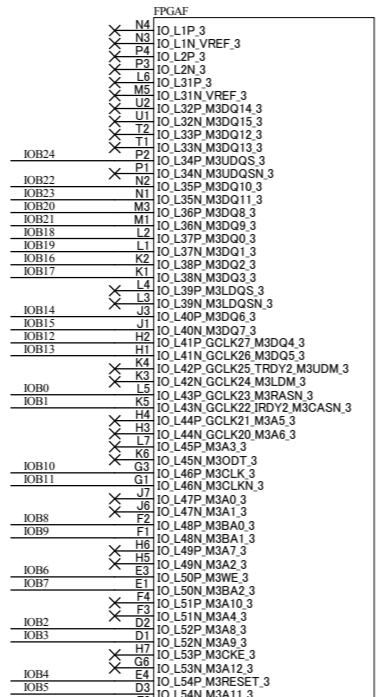 FPGAF
N4 IO_L1P_3
N3 IO_L1N_VREF_3
P4 IO_L2P_3
P3 IO_L2N_3
L6 IO_L31P_3
M5 IO_L31N_VREF_3
U2 IO_L32P_M3DQ14_3
U1 IO_L32N_M3DQ15_3
T2 IO_L33P_M3DQ12_3
T1 IO_L33N_M3DQ13_3
IOB24 P2 IO_L34P_M3UDQS_3
P1 IO_L34N_M3UDQSN_3
IOB22 N2 IO_L35P_M3DQ10_3
IOB23 N1 IO_L35N_M3DQ11_3
IOB20 M3 IO_L36P_M3DQ8_3
IOB21 M1 IO_L36N_M3DQ9_3
IOB18 L2 IO_L37P_M3DQ0_3
IOB19 L1 IO_L37N_M3DQ1_3
IOB16 K2 IO_L38P_M3DQ2_3
IOB17 K1 IO_L38N_M3DQ3_3
L4 IO_L39P_M3LDQS_3
L3 IO_L39N_M3LDQSN_3
IOB14 J3 IO_L40P_M3DQ6_3
IOB15 J1 IO_L40N_M3DQ7_3
IOB12 H2 IO_L41P_GCLK27_M3DQ4_3
IOB13 H1 IO_L41N_GCLK26_M3DQ5_3
K4 IO_L42P_GCLK25_TRDY2_M3UDM_3
K3 IO_L42N_GCLK24_M3LDM_3
IOB0 L5 IO_L43P_GCLK23_M3RASN_3
IOB1 K5 IO_L43N_GCLK22_IRDY2_M3CASN_3
H4 IO_L44P_GCLK21_M3A5_3
H3 IO_L44N_GCLK20_M3A6_3
L7 IO_L45P_M3A3_3
K6 IO_L45N_M3ODT_3
IOB10 G3 IO_L46P_M3CLK_3
IOB11 G1 IO_L46N_M3CLKN_3
J7 IO_L47P_M3A0_3
J6 IO_L47N_M3A1_3
IOB8 F2 IO_L48P_M3BA0_3
IOB9 F1 IO_L48N_M3BA1_3
H6 IO_L49P_M3A7_3
H5 IO_L49N_M3A2_3
IOB6 E3 IO_L50P_M3WE_3
IOB7 E1 IO_L50N_M3BA2_3
F4 IO_L51P_M3A10_3
F3 IO_L51N_M3A4_3
IOB2 D2 IO_L52P_M3A8_3
IOB3 D1 IO_L52N_M3A9_3
H7 IO_L53P_M3CKE_3
G6 IO_L53N_M3A12_3
IOB4 E4 IO_L54P_M3RESET_3
IOB5 D3 IO_L54N_M3A11_3